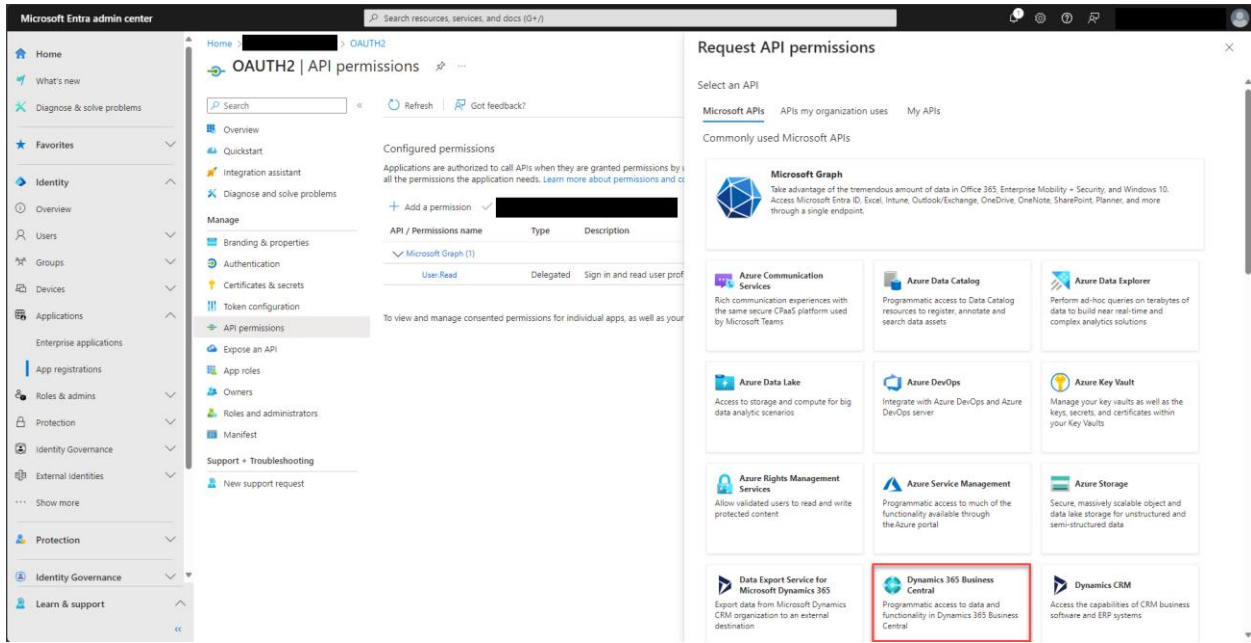 Microsoft Entra admin center
Search resources, services, and docs (G+/)
1
Home
What's new
Diagnose & solve problems
Favorites
Identity
Overview
Users
Groups
Devices
Applications
Enterprise applications
App registrations
Roles & admins
Protection
Identity Governance
External Identities
Show more
Protection
Identity Governance
Learn & support
Home > > OAUTH2
OAUTH2 | API permissions
Search
Overview
Quickstart
Integration assistant
Diagnose and solve problems
Manage
Branding & properties
Authentication
Certificates & secrets
Token configuration
API permissions
Expose an API
App roles
Owners
Roles and administrators
Manifest
Support + Troubleshooting
New support request
Refresh
Got feedback?
Configured permissions
Applications are authorized to call APIs when they are granted permissions by
all the permissions the application needs. Learn more about permissions and
Add a permission
API / Permissions name Type Description
Microsoft Graph (1)
User.Read Delegated Sign in and read user prof
To view and manage consented permissions for individual apps, as well as your
Request API permissions
Select an API
Microsoft APIs APIs my organization uses My APIs
Commonly used Microsoft APIs
Microsoft Graph
Take advantage of the tremendous amount of data in Office 365, Enterprise Mobility + Security, and Windows 10.
Access Microsoft Entra ID, Excel, Intune, Outlook/Exchange, OneDrive, OneNote, SharePoint, Planner, and more
through a single endpoint.
Azure Communication
Services
Rich communication experiences with
the same secure CPaaS platform used
by Microsoft Teams
Azure Data Catalog
Programmatic access to Data Catalog
resources to register, annotate and
search data assets
Azure Data Explorer
Perform ad-hoc queries on terabytes of
data to build near real-time and
complex analytics solutions
Azure Data Lake
Access to storage and compute for big
data analytic scenarios
Azure DevOps
Integrate with Azure DevOps and Azure
DevOps server
Azure Key Vault
Manage your key vaults as well as the
keys, secrets, and certificates within
your Key Vaults
Azure Rights Management
Services
Allow validated users to read and write
protected content
Azure Service Management
Programmatic access to much of the
functionality available through
the Azure portal
Azure Storage
Secure, massively scalable object and
data lake storage for unstructured and
semi-structured data
Data Export Service for
Microsoft Dynamics 365
Export data from Microsoft Dynamics
CRM organization to an external
destination
Dynamics 365 Business
Central
Programmatic access to data and
functionality in Dynamics 365 Business
Central
Dynamics CRM
Access the capabilities of CRM business
software and ERP systems